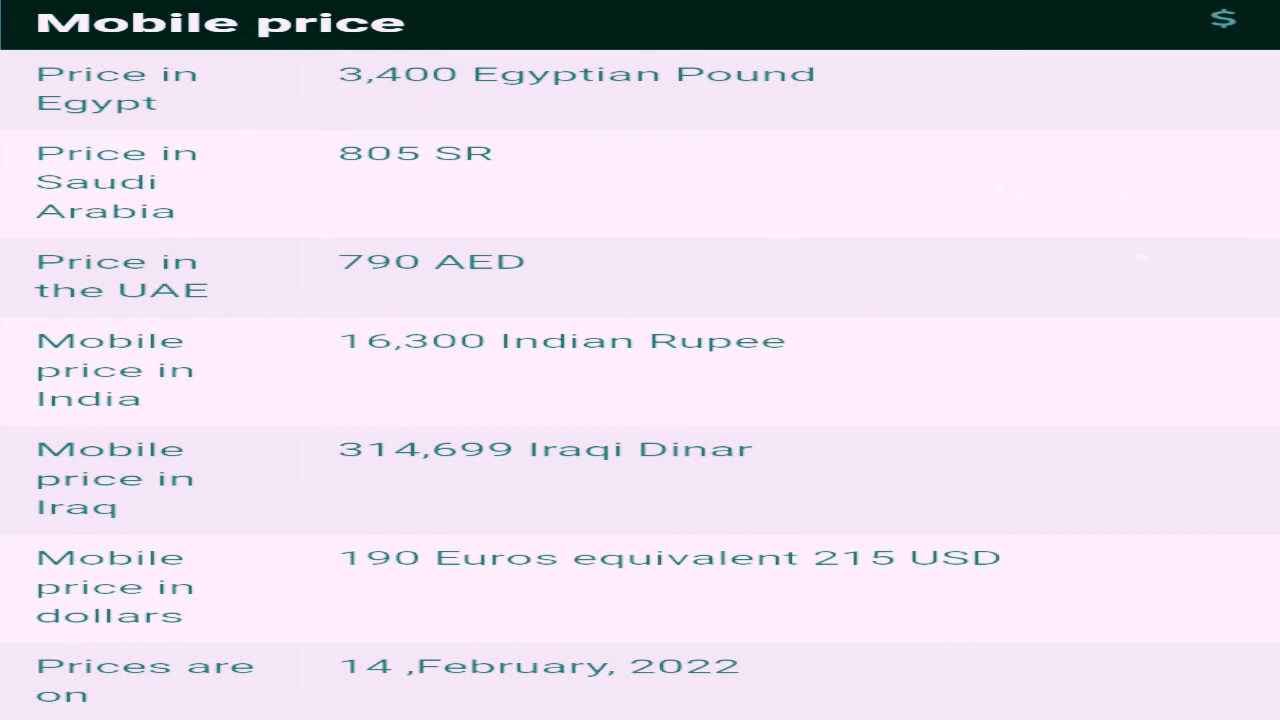 Mobile price $
Price in 3,400 Egyptian Pound
Egypt
Price in 805 SR
Saudi
Arabia
Price in 790 AED
the UAE
Mobile 16,300 Indian Rupee
price in
India
Mobile 314,699 Iraqi Dinar
price in
Iraq
Mobile 190 Euros equivalent 215 USD
price in
dollars
Prices are 14 ,February, 2022
on